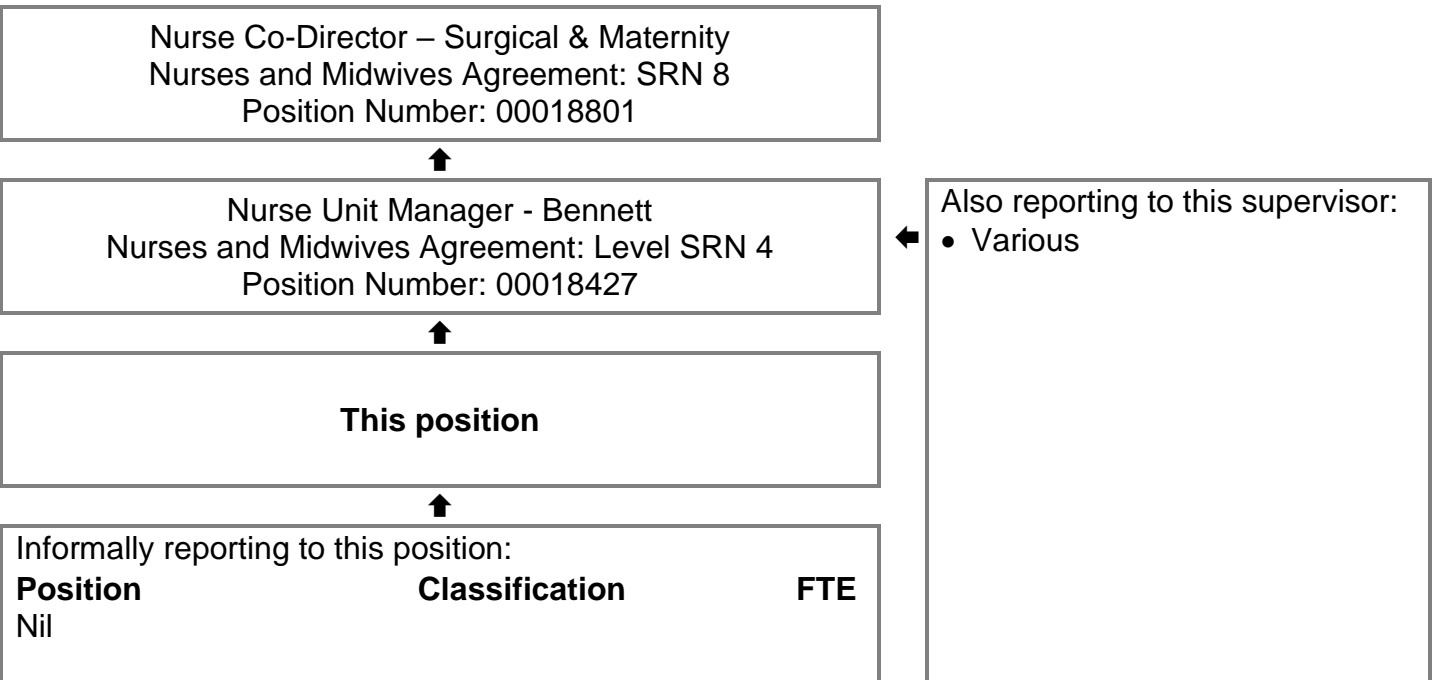 Nurse Co-Director – Surgical & Maternity
Nurses and Midwives Agreement: SRN 8
Position Number: 00018801
Nurse Unit Manager - Bennett
Nurses and Midwives Agreement: Level SRN 4
Position Number: 00018427
Also reporting to this supervisor:
• Various
This position
Informally reporting to this position:
Position Classification FTE
Nil